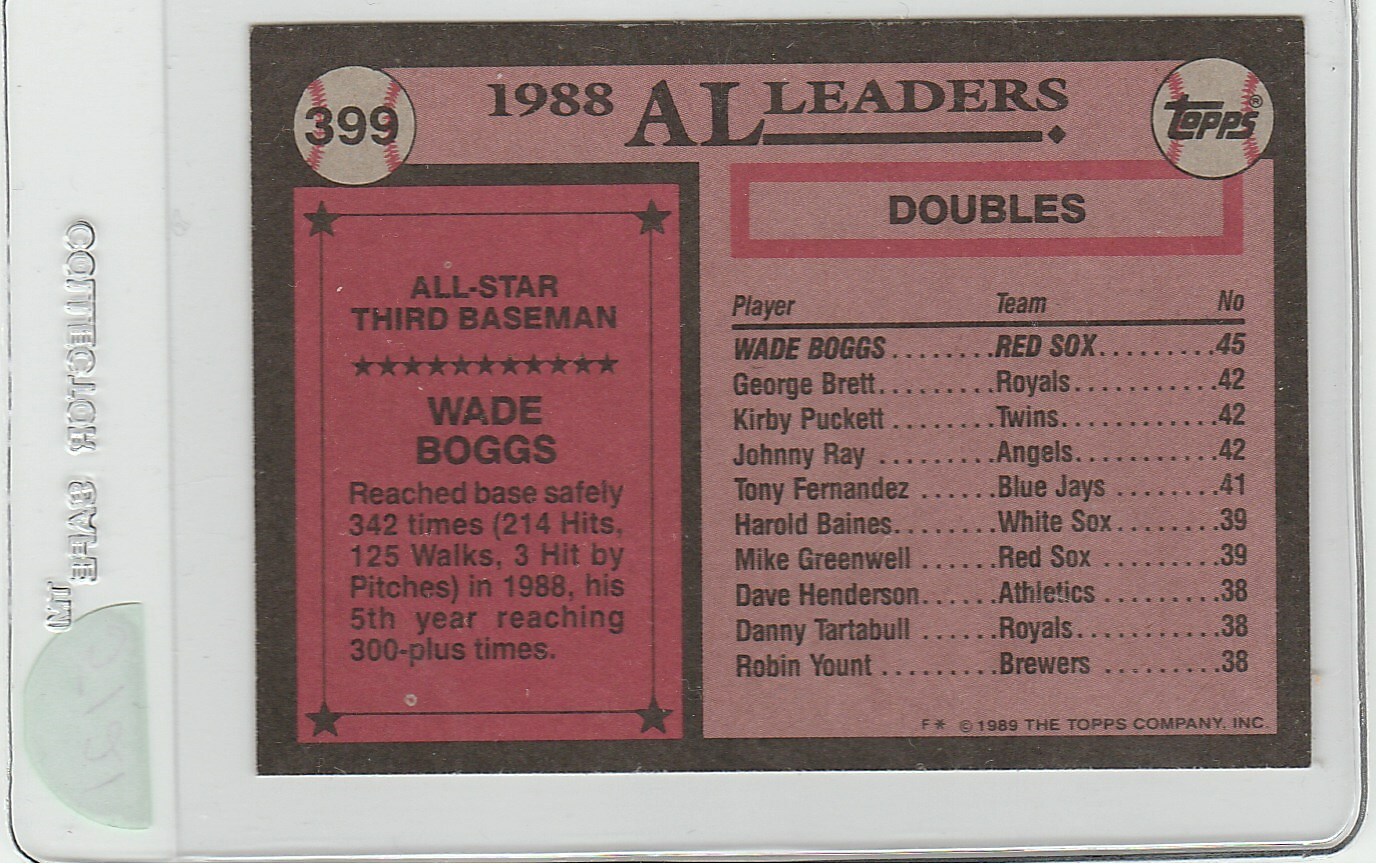 399
1988 AL LEADERS
TOPPS®
ALL-STAR
THIRD BASEMAN
WADE
BOGGS
Reached base safely
342 times (214 Hits,
125 Walks, 3 Hit by
Pitches) in 1988, his
5th year reaching
300-plus times.
DOUBLES
Player Team No
WADE BOGGS........RED SOX.........45
George Brett.........Royals...........42
Kirby Puckett ........Twins............42
Johnny Ray .........Angels...........42
Tony Fernandez ......Blue Jays ........41
Harold Baines........White Sox........39
Mike Greenwell ......Red Sox .........39
Dave Henderson......Athletics .........38
Danny Tartabull ......Royals...........38
Robin Yount .........Brewers .........38
F* ©1989 THE TOPPS COMPANY, INC.
COLLECTOR SAFE TM